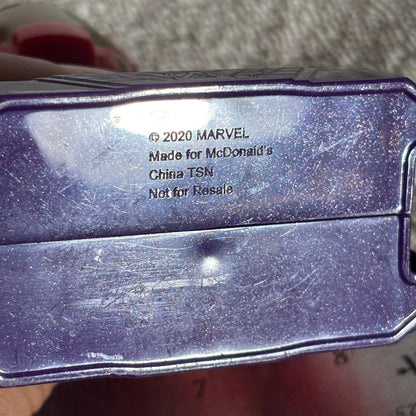 © 2020 MARVEL
Made for McDonald's
China TSN
Not for Resale